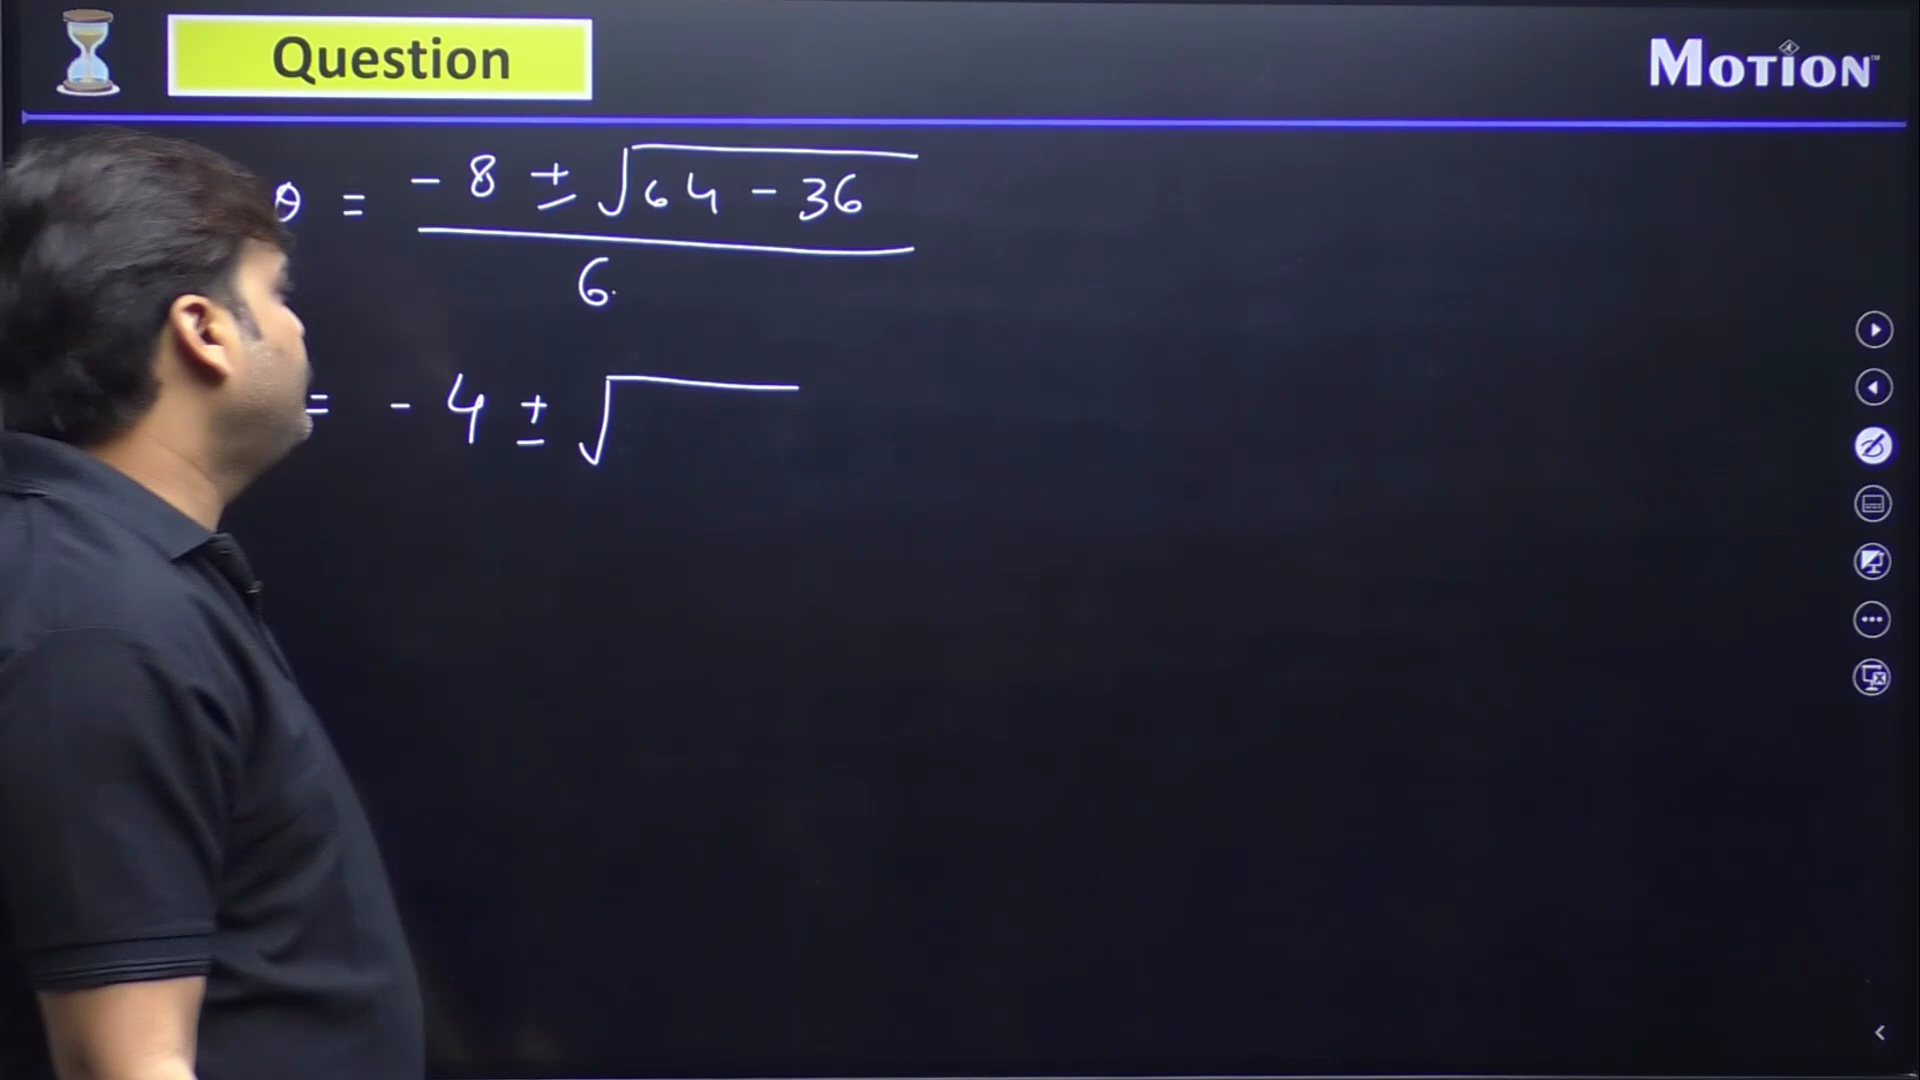 Question
MOTION
θ = -8 ± √64 - 36
6
= - 4 ± √